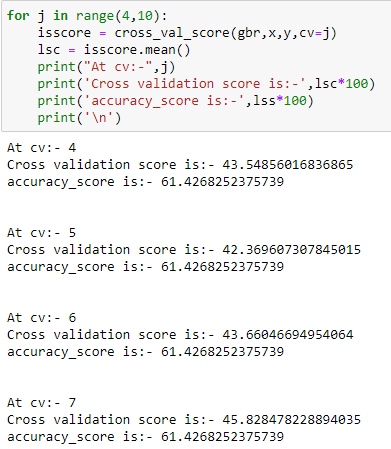 for j in range(4,10):
    isscore = cross_val_score(gbr,x,y,cv=j)
    lsc = isscore.mean()
    print("At cv:-",j)
    print('Cross validation score is:-',lsc*100)
    print('accuracy_score is:-',lss*100)
    print('\n')
At cv:- 4
Cross validation score is:- 43.54856016836865
accuracy_score is:- 61.4268252375739
At cv:- 5
Cross validation score is:- 42.369607307845015
accuracy_score is:- 61.4268252375739
At cv:- 6
Cross validation score is:- 43.66046694954064
accuracy_score is:- 61.4268252375739
At cv:- 7
Cross validation score is:- 45.828478228894035
accuracy_score is:- 61.4268252375739